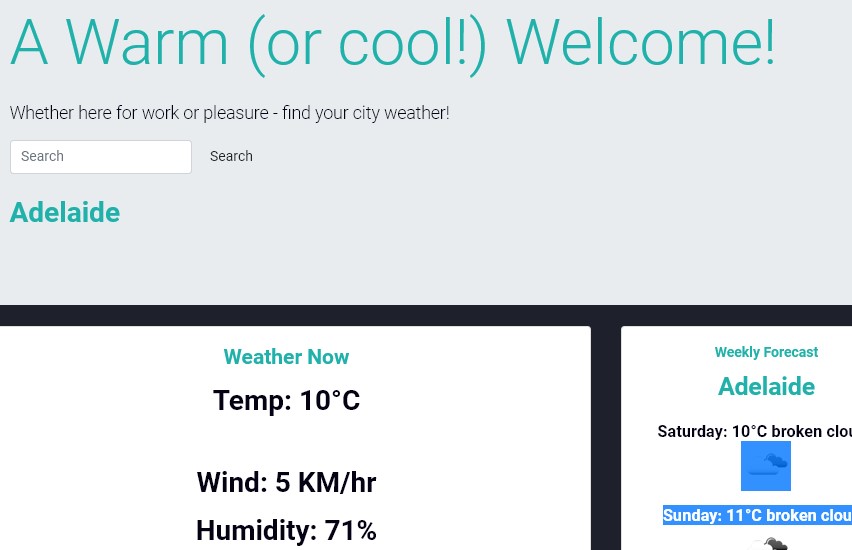 A Warm (or cool!) Welcome!
Whether here for work or pleasure - find your city weather!
Search Search
Adelaide
Weather Now
Temp: 10°C
Wind: 5 KM/hr
Humidity: 71%
Weekly Forecast
Adelaide
Saturday: 10°C broken clou
Sunday: 11°C broken clou